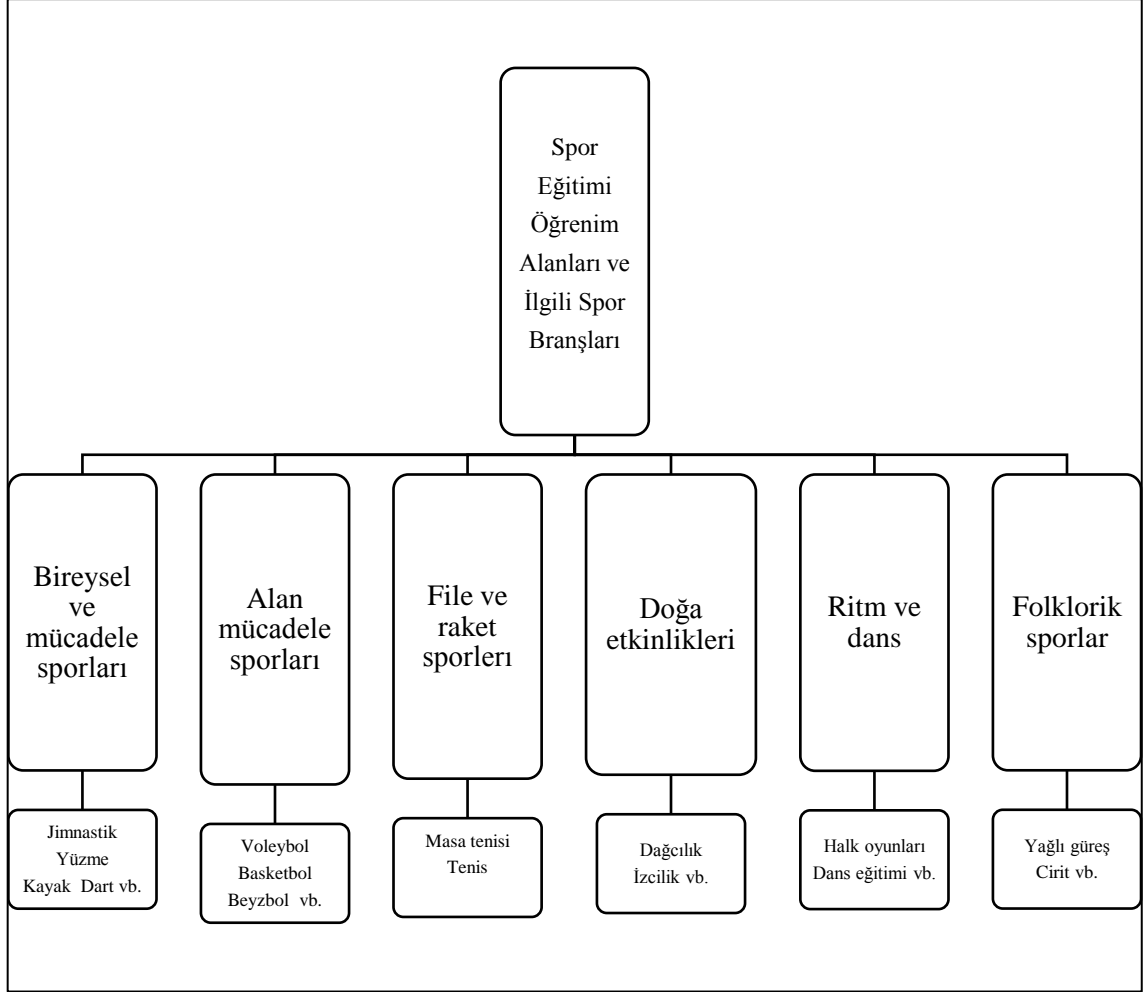 Spor
Eğitimi
Öğrenim
Alanları ve
İlgili Spor
Branşları
Bireysel
ve
mücadele
sporları
Alan
mücadele
sporları
File ve
raket
sporlerı
Doğa
etkinlikleri
Ritm ve
dans
Folklorik
sporlar
Jimnastik
Yüzme
Kayak Dart vb.
Voleybol
Basketbol
Beyzbol vb.
Masa tenisi
Tenis
Dağcılık
İzcilik vb.
Halk oyunları
Dans eğitimi vb.
Yağlı güreş
Cirit vb.